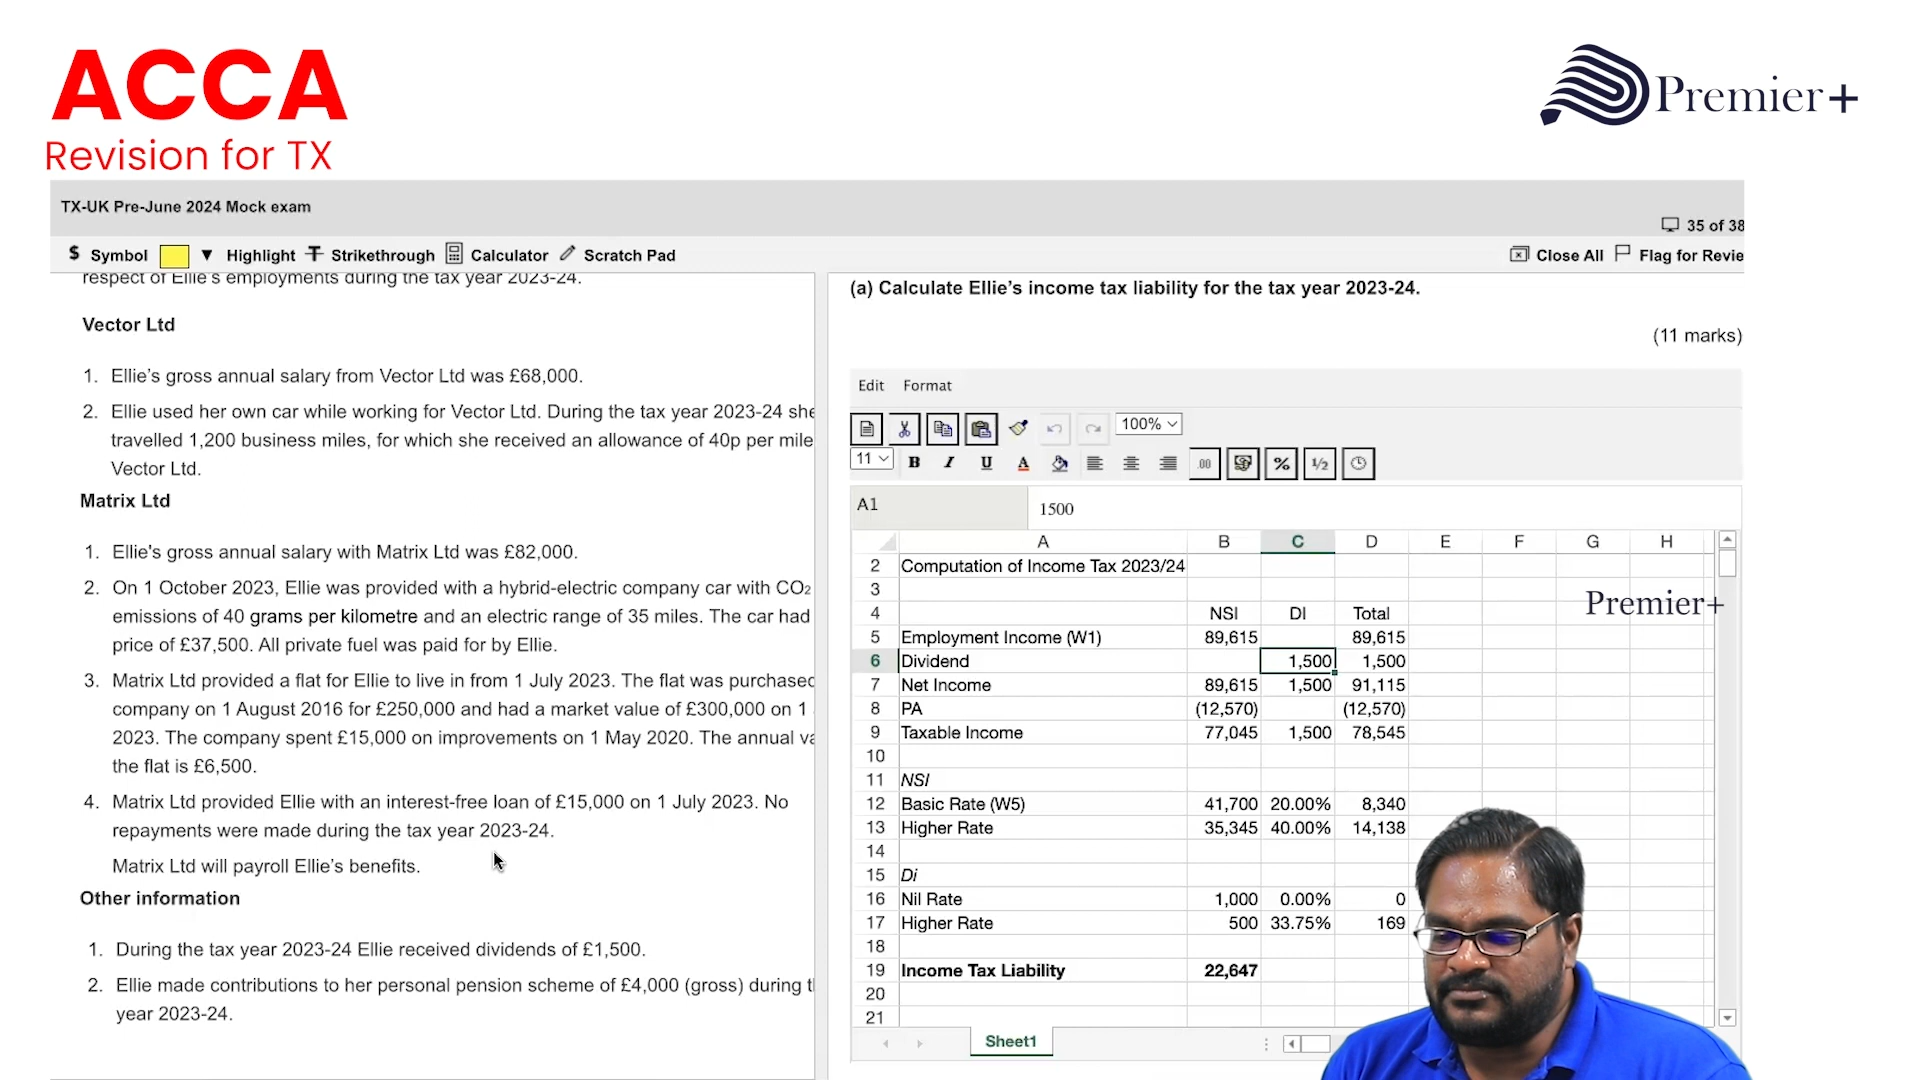 ACCA
Revision for TX
Premier+
TX-UK Pre-June 2024 Mock exam
35 of 38
$ Symbol ▼ Highlight Strikethrough Calculator Scratch Pad
Close All Flag for Revie
respect of Ellie's employments during the tax year 2023-24.
Vector Ltd
1. Ellie's gross annual salary from Vector Ltd was £68,000.
2. Ellie used her own car while working for Vector Ltd. During the tax year 2023-24 she
travelled 1,200 business miles, for which she received an allowance of 40p per mile
Vector Ltd.
Matrix Ltd
1. Ellie's gross annual salary with Matrix Ltd was £82,000.
2. On 1 October 2023, Ellie was provided with a hybrid-electric company car with CO₂
emissions of 40 grams per kilometre and an electric range of 35 miles. The car had
price of £37,500. All private fuel was paid for by Ellie.
3. Matrix Ltd provided a flat for Ellie to live in from 1 July 2023. The flat was purchased
company on 1 August 2016 for £250,000 and had a market value of £300,000 on 1
2023. The company spent £15,000 on improvements on 1 May 2020. The annual va
the flat is £6,500.
4. Matrix Ltd provided Ellie with an interest-free loan of £15,000 on 1 July 2023. No
repayments were made during the tax year 2023-24.
Matrix Ltd will payroll Ellie's benefits.
Other information
1. During the tax year 2023-24 Ellie received dividends of £1,500.
2. Ellie made contributions to her personal pension scheme of £4,000 (gross) during t
year 2023-24.
(a) Calculate Ellie's income tax liability for the tax year 2023-24.
(11 marks)
Edit Format
100%
11 B I U A .00 % 1/2
A1 1500
A B C D E F G H
2 Computation of Income Tax 2023/24
3
Premier+
4 NSI DI Total
5 Employment Income (W1) 89,615 89,615
6 Dividend 1,500 1,500
7 Net Income 89,615 1,500 91,115
8 PA (12,570) (12,570)
9 Taxable Income 77,045 1,500 78,545
10
11 NSI
12 Basic Rate (W5) 41,700 20.00% 8,340
13 Higher Rate 35,345 40.00% 14,138
14
15 Di
16 Nil Rate 1,000 0.00% 0
17 Higher Rate 500 33.75% 169
18
19 Income Tax Liability 22,647
20
21
Sheet1